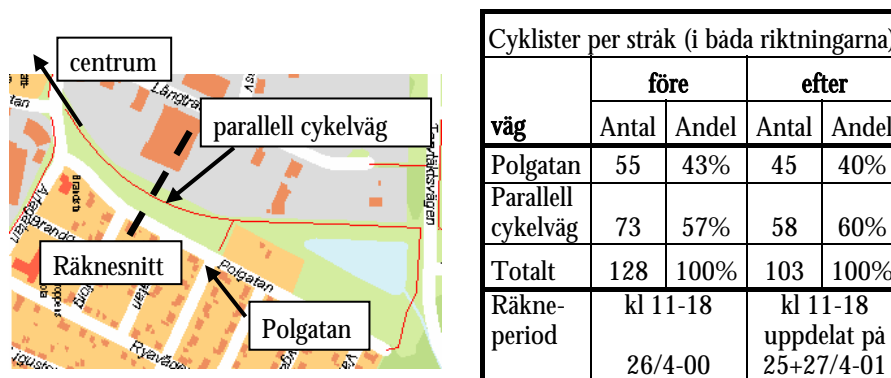 centrum
parallell cykelväg
Räknesnitt
Polgatan
Polgatan
Cyklister per stråk (i båda riktningarna)
före efter
väg Antal Andel Antal Andel
Polgatan 55 43% 45 40%
Parallell
cykelväg 73 57% 58 60%
Totalt 128 100% 103 100%
Räkne- kl 11-18 kl 11-18
period uppdelat på
26/4-00 25+27/4-01